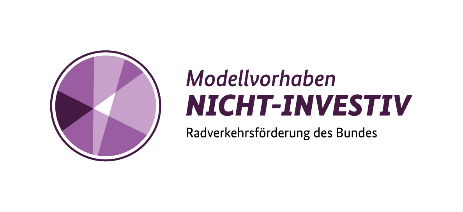 Modellvorhaben
NICHT-INVESTIV
Radverkehrsförderung des Bundes